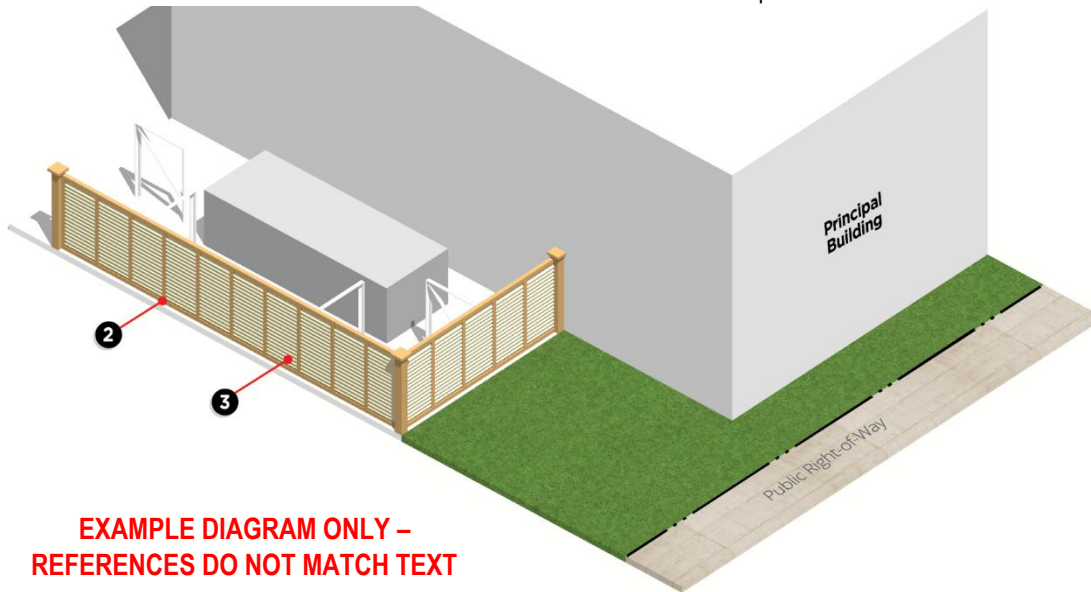 Principal
Building
2
3
Public Right-of-Way
EXAMPLE DIAGRAM ONLY –
REFERENCES DO NOT MATCH TEXT